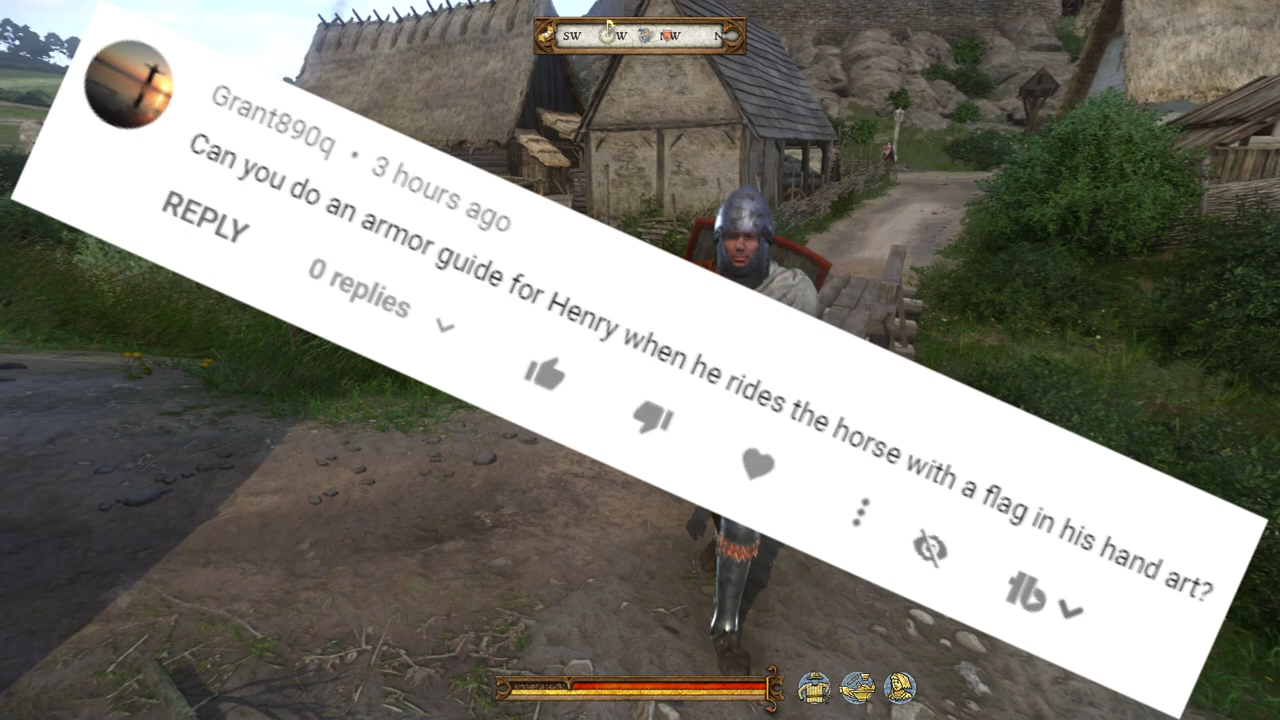 SW W NW N
Grant890q • 3 hours ago
Can you do an armor guide for Henry when he rides the horse with a flag in his hand art?
REPLY
0 replies